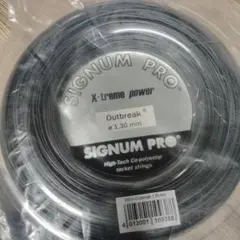 SIGNUM PRO
X-treme power
Outbreak®
ø 1,30 mm
SIGNUM PRO®
High-Tech Co-polyester
racket strings